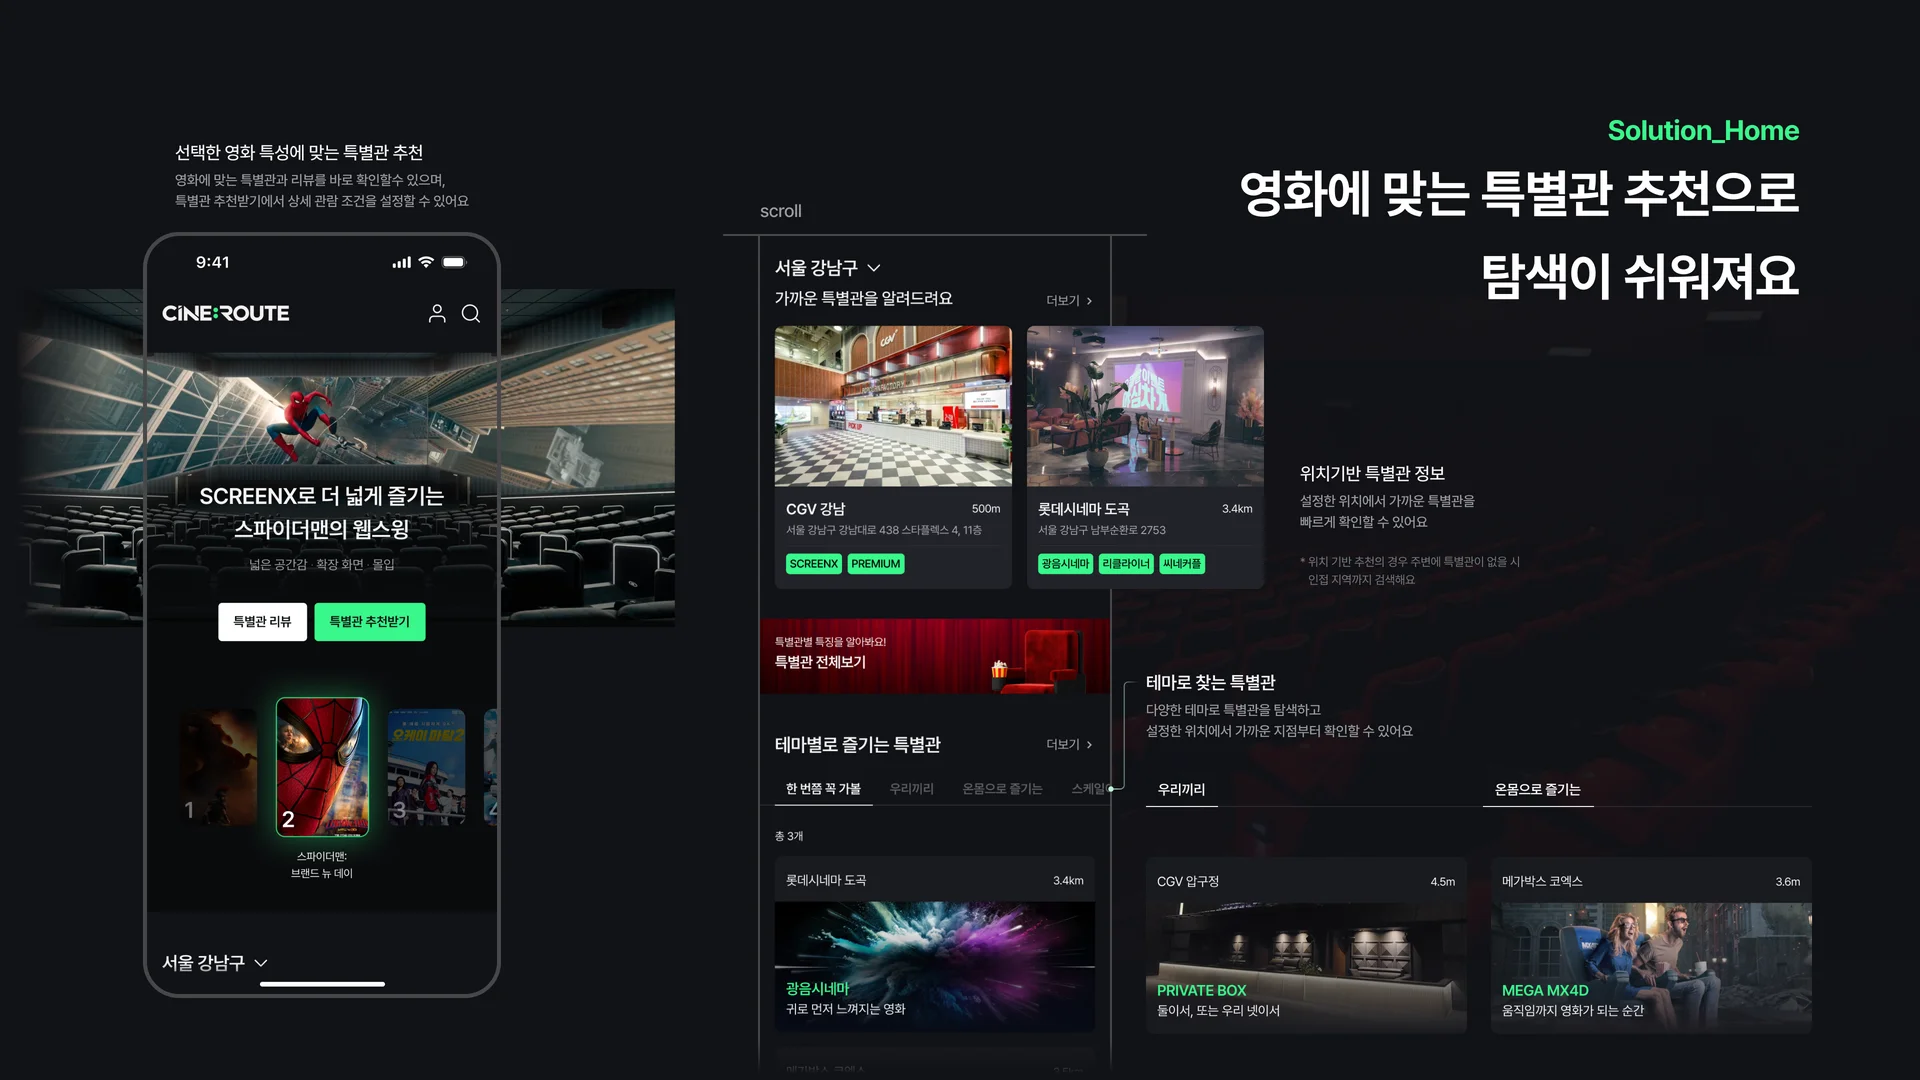 Solution_Home
영화에 맞는 특별관 추천으로
탐색이 쉬워져요
선택한 영화 특성에 맞는 특별관 추천
영화에 맞는 특별관과 리뷰를 바로 확인할수 있으며,
특별관 추천받기에서 상세 관람 조건을 설정할 수 있어요
9:41
CINE:ROUTE
SCREENX로 더 넓게 즐기는
스파이더맨의 웹스윙
넓은 공간감 · 확장 화면 · 몰입
특별관 리뷰
특별관 추천받기
1
2
오케이 마담2
3
4
스파이더맨:
브랜드 뉴 데이
서울 강남구
scroll
서울 강남구
가까운 특별관을 알려드려요
더보기
CGV
PICK UP
CGV 강남
500m
서울 강남구 강남대로 438 스타플렉스 4, 11층
SCREENX
PREMIUM
롯데시네마 도곡
3.4km
서울 강남구 남부순환로 2753
광음시네마
리클라이너
씨네커플
위치기반 특별관 정보
설정한 위치에서 가까운 특별관을
빠르게 확인할 수 있어요
* 위치 기반 추천의 경우 주변에 특별관이 없을 시
인접 지역까지 검색해요
특별관별 특징을 알아봐요!
특별관 전체보기
테마별로 즐기는 특별관
더보기
한 번쯤 꼭 가볼
우리끼리
온몸으로 즐기는
스케일
총 3개
롯데시네마 도곡
3.4km
광음시네마
귀로 먼저 느껴지는 영화
테마로 찾는 특별관
다양한 테마로 특별관을 탐색하고
설정한 위치에서 가까운 지점부터 확인할 수 있어요
우리끼리
CGV 압구정
4.5m
PRIVATE BOX
둘이서, 또는 우리 넷이서
온몸으로 즐기는
메가박스 코엑스
3.6m
MEGA MX4D
움직임까지 영화가 되는 순간